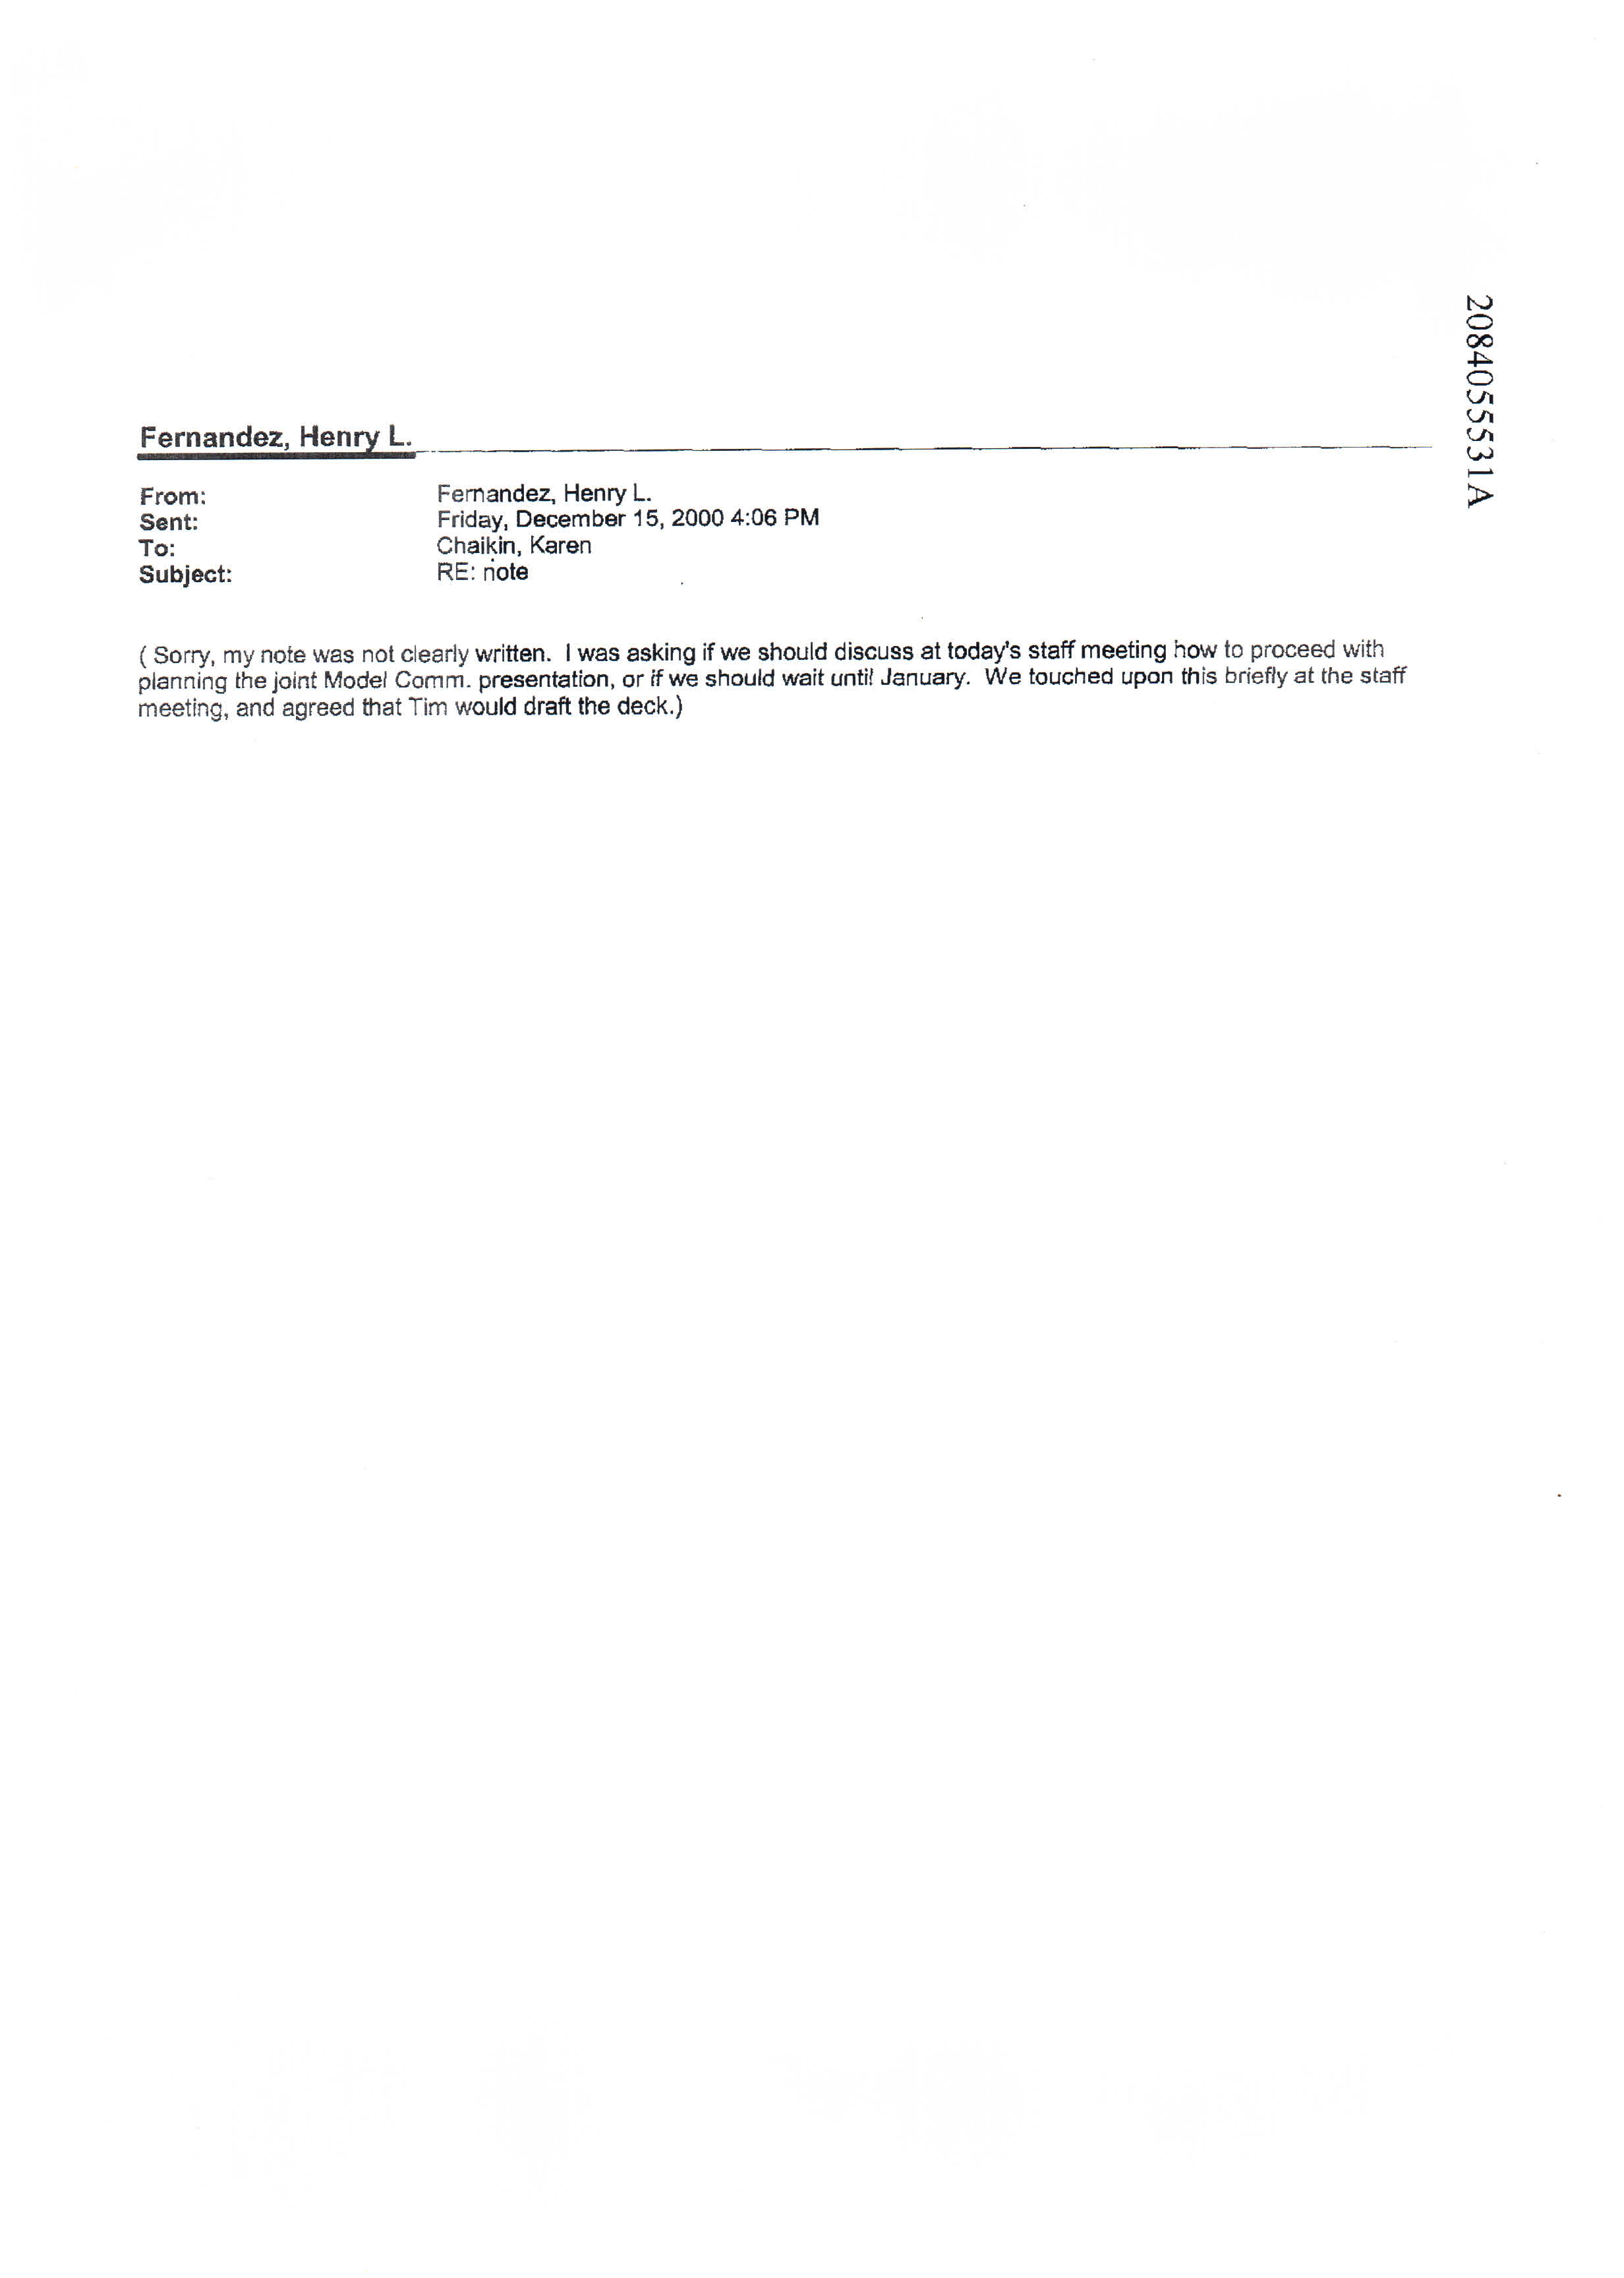 2084055531A
Fernandez, Henry L.
From: Fernandez, Henry L.
Sent: Friday, December 15, 2000 4:06 PM
To: Chaikin, Karen
Subject: RE: note
( Sorry, my note was not clearly written. I was asking if we should discuss at today's staff meeting how to proceed with
planning the joint Model Comm. presentation, or if we should wait until January. We touched upon this briefly at the staff
meeting, and agreed that Tim would draft the deck.)